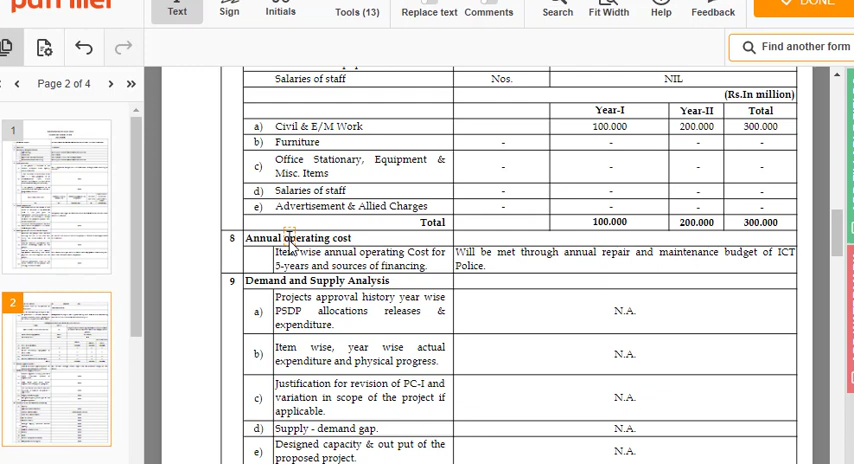 pdfFiller
Text Sign Initials Tools (13) Replace text Comments Search Fit Width Help Feedback DONE
Page 2 of 4 Find another form
1
2
Salaries of staff Nos. NIL
(Rs.In million)
Year-I Year-II Total
a) Civil & E/M Work 100.000 200.000 300.000
b) Furniture - - - -
c) Office Stationary, Equipment &
Misc. Items - - - -
d) Salaries of staff - - - -
e) Advertisement & Allied Charges - - - -
Total 100.000 200.000 300.000
8 Annual operating cost
Item wise annual operating Cost for
5-years and sources of financing.
Will be met through annual repair and maintenance budget of ICT
Police.
9 Demand and Supply Analysis
a) Projects approval history year wise
PSDP allocations releases &
expenditure.
N.A.
b) Item wise, year wise actual
expenditure and physical progress.
N.A.
c) Justification for revision of PC-I and
variation in scope of the project if
applicable.
N.A.
d) Supply - demand gap. N.A.
e) Designed capacity & out put of the
proposed project.
N.A.